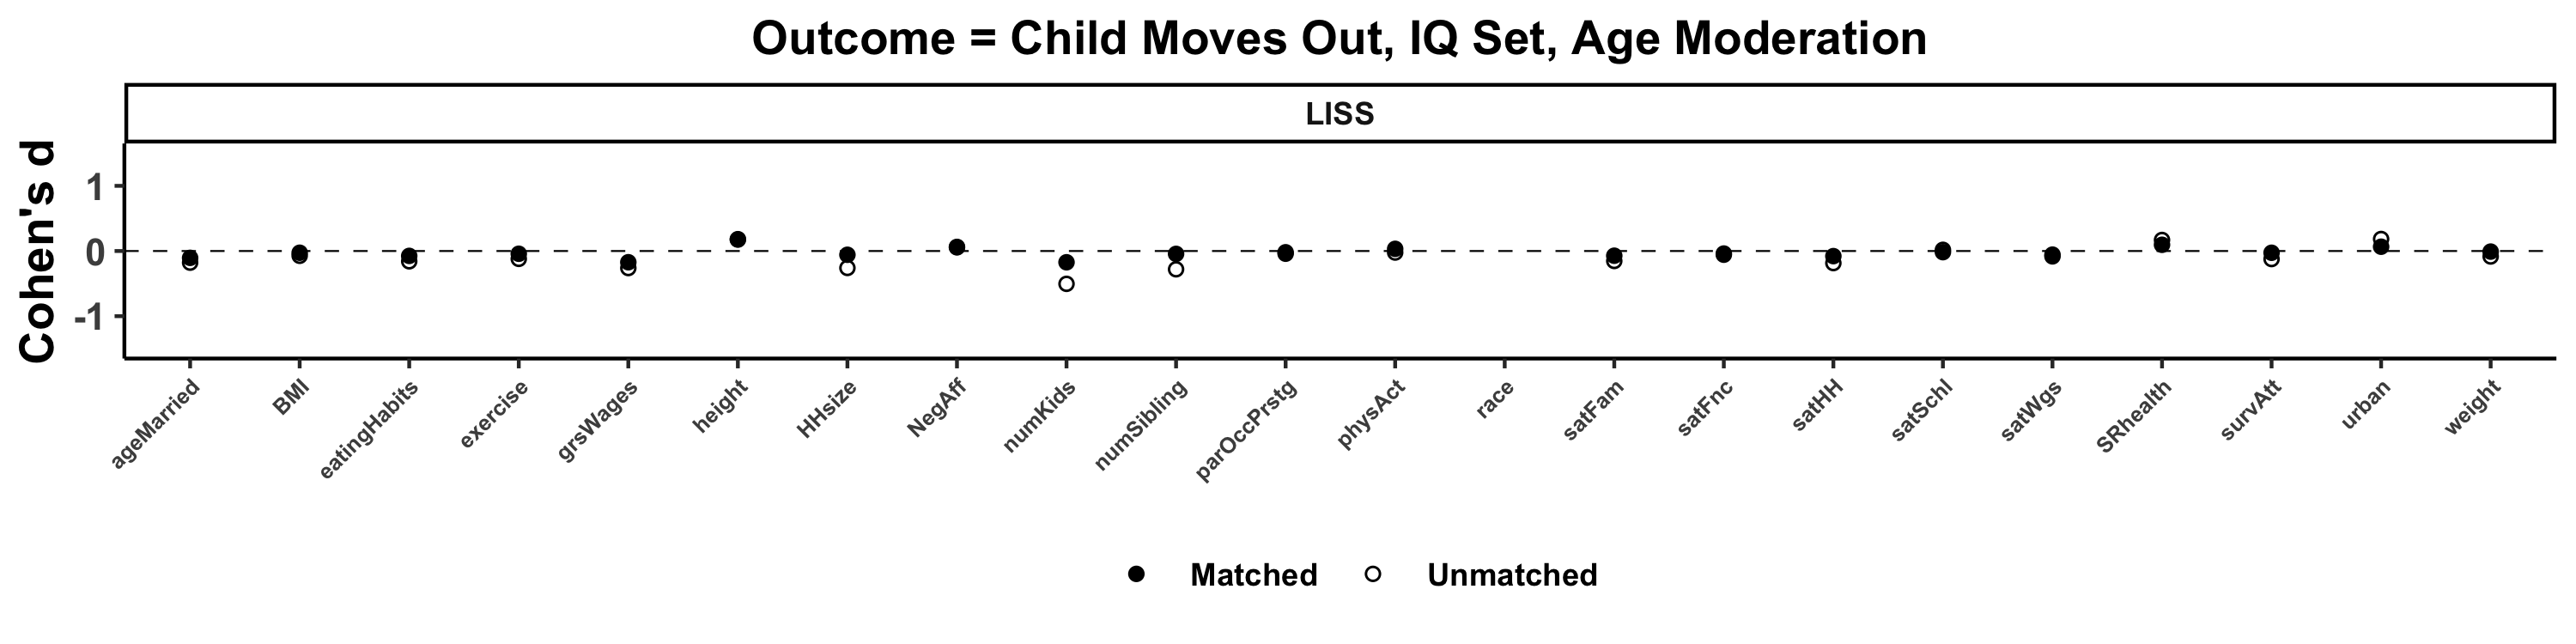 Outcome = Child Moves Out, IQ Set, Age Moderation
LISS
Cohen's d
1
0
-1
ageMarried
BMI
eatingHabits
exercise
grsWages
height
HHsize
NegAff
numKids
numSibling
parOccPrstg
physAct
race
satFam
satFnc
satHH
satSchl
satWgs
SRhealth
survAtt
urban
weight
Matched
Unmatched